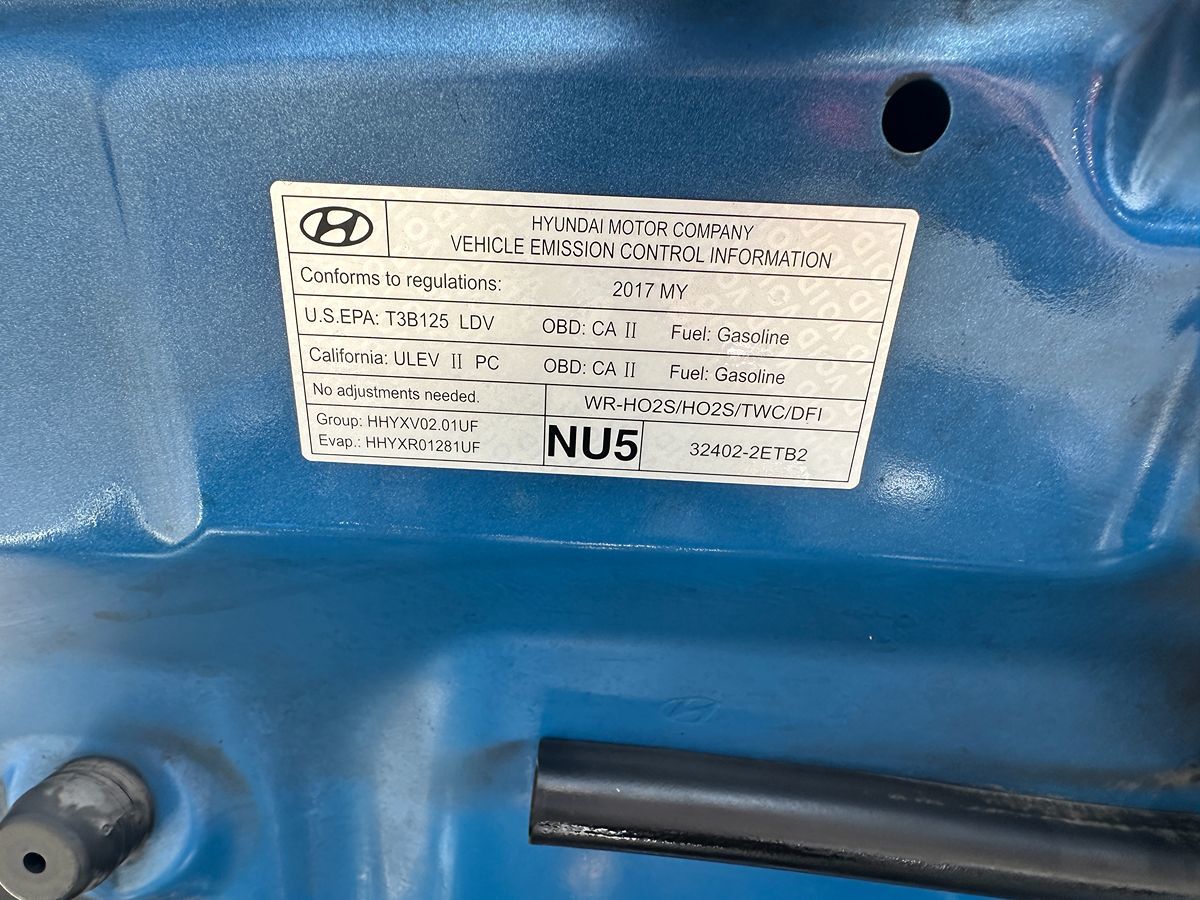 HYUNDAI MOTOR COMPANY
VEHICLE EMISSION CONTROL INFORMATION
Conforms to regulations: 2017 MY
U.S.EPA: T3B125 LDV OBD: CA II Fuel: Gasoline
California: ULEV II PC OBD: CA II Fuel: Gasoline
No adjustments needed. WR-HO2S/HO2S/TWC/DFI
Group: HHYXV02.01UF
Evap.: HHYXR01281UF
NU5
32402-2ETB2